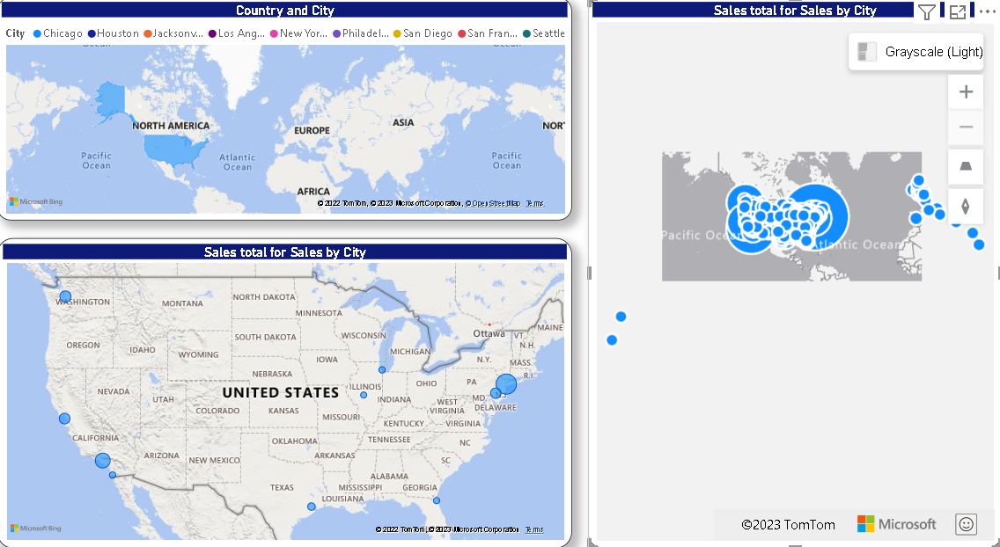 Country and City
City Chicago Houston Jacksonv... Los Ang... New Yor... Philadel... San Diego San Fran... Seattle
Ocean
Ocean
NORTH AMERICA
EUROPE
ASIA
NOR
Pacific
Ocean
Atlantic
Ocean
Pacific
Ocean
AFRICA
Microsoft Bing
© 2022 TomTom, © 2023 Microsoft Corporation, © OpenStreetMap Terms
Sales total for Sales by City
WASHINGTON
MONTANA
NORTH DAKOTA
MINNESOTA
Ottawa
MAINE
VT.
N.H.
OREGON
IDAHO
SOUTH DAKOTA
WISCONSIN
MICHIGAN
WYOMING
IOWA
N.Y.
MASS.
R.I.
NEBRASKA
NEVADA
UTAH
UNITED STATES
ILLINOIS
INDIANA
OHIO
PA
MD.
N.J.
DELAWARE
COLORADO
KANSAS
MISSOURI
WEST
VIRGINIA
KENTUCKY
VIRGINIA
CALIFORNIA
OKLAHOMA
TENNESSEE
NC
ARIZONA
NEW MEXICO
ARKANSAS
SC
ALABAMA
TEXAS
MISSISSIPPI
GEORGIA
LOUISIANA
Microsoft Bing
© 2022 TomTom, © 2023 Microsoft Corporation Terms
Sales total for Sales by City
Grayscale (Light)
Pacific Ocean
Atlantic Ocean
©2023 TomTom
Microsoft